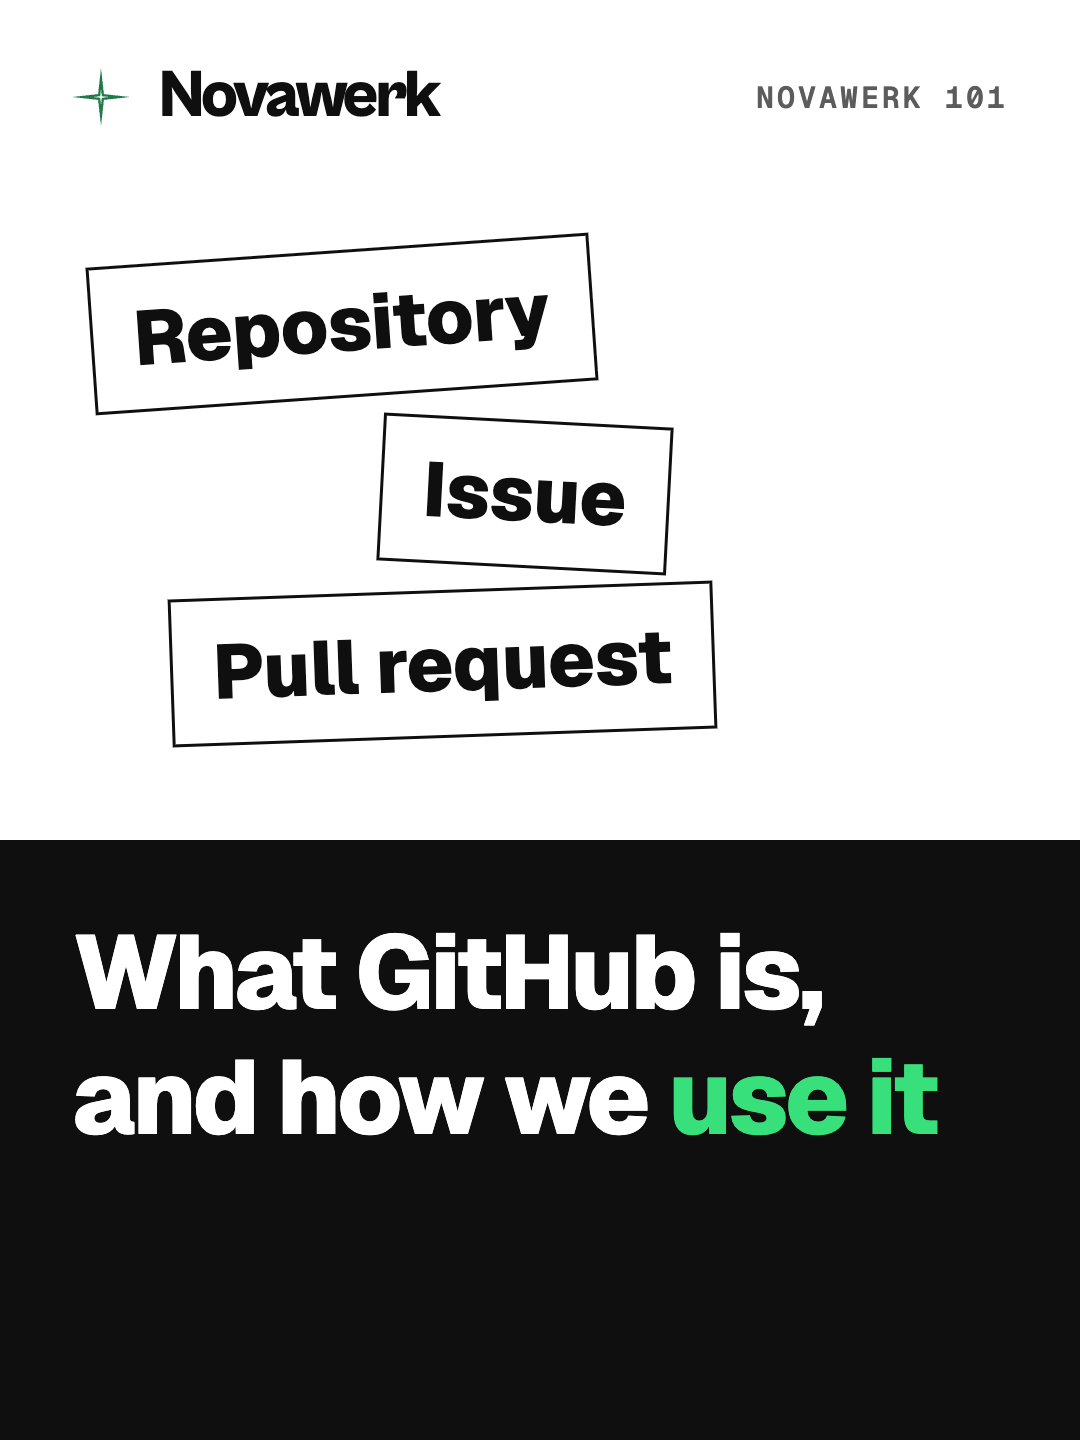 Novawerk
NOVAWERK 101
Repository
Issue
Pull request
What GitHub is,
and how we use it